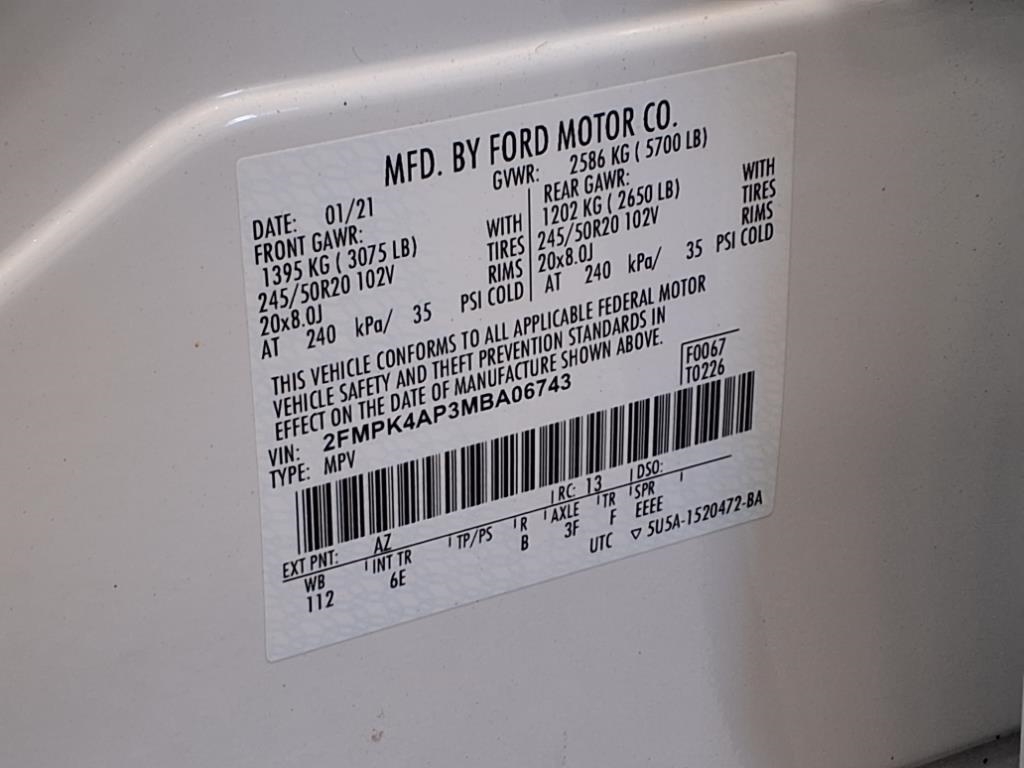 MFD. BY FORD MOTOR CO.
DATE: 01/21
GVWR: 2586 KG ( 5700 LB)
FRONT GAWR:
1395 KG ( 3075 LB) WITH
245/50R20 102V TIRES
20x8.0J RIMS
AT 240 kPa/ 35 PSI COLD
REAR GAWR:
1202 KG ( 2650 LB) WITH
245/50R20 102V TIRES
20x8.0J RIMS
AT 240 kPa/ 35 PSI COLD
THIS VEHICLE CONFORMS TO ALL APPLICABLE FEDERAL MOTOR
VEHICLE SAFETY AND THEFT PREVENTION STANDARDS IN
EFFECT ON THE DATE OF MANUFACTURE SHOWN ABOVE.
VIN: 2FMPK4AP3MBA06743
TYPE: MPV
F0067
T0226
EXT PNT: AZ RC: 13 DSO:
WB INT TR TP/PS R AXLE TR SPR
112 6E B 3F F EEEE
UTC ▽ 5U5A-1520472-BA